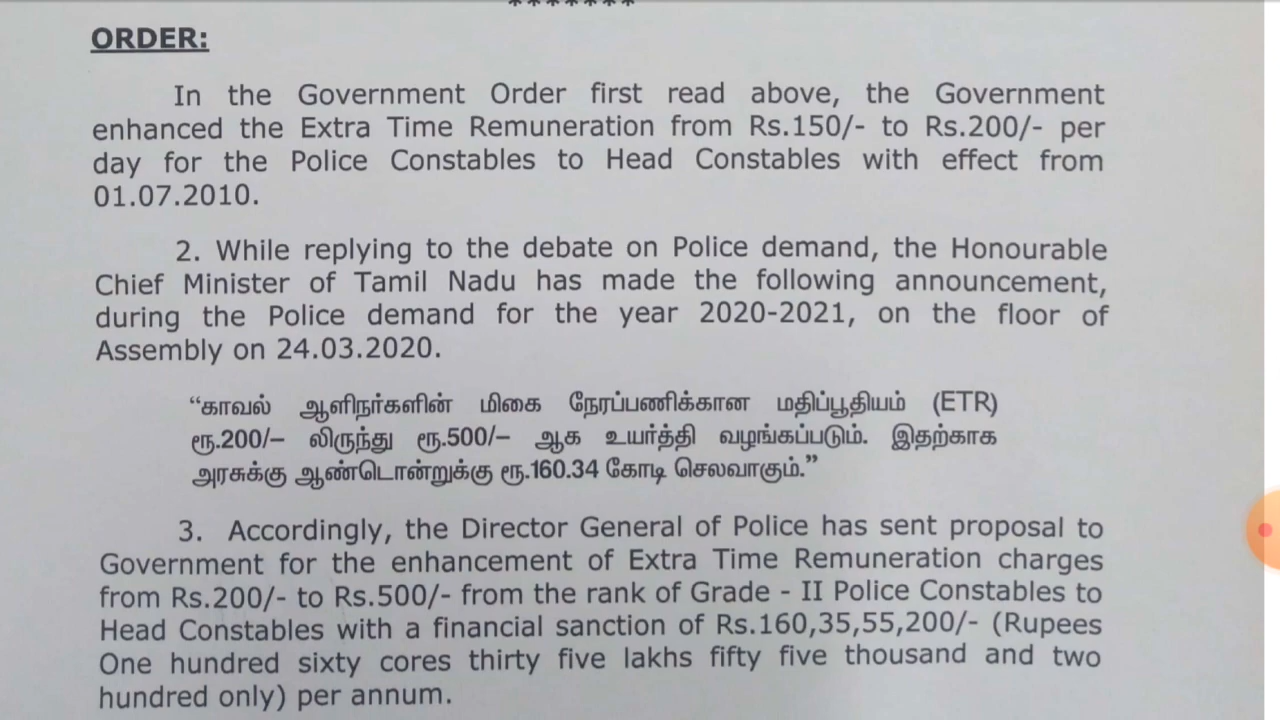 *******
ORDER:
In the Government Order first read above, the Government
enhanced the Extra Time Remuneration from Rs.150/- to Rs.200/- per
day for the Police Constables to Head Constables with effect from
01.07.2010.
2. While replying to the debate on Police demand, the Honourable
Chief Minister of Tamil Nadu has made the following announcement,
during the Police demand for the year 2020-2021, on the floor of
Assembly on 24.03.2020.
“காவல் ஆளிநர்களின் மிகை நேரப்பணிக்கான மதிப்பூதியம் (ETR)
ரூ.200/– லிருந்து ரூ.500/– ஆக உயர்த்தி வழங்கப்படும். இதற்காக
அரசுக்கு ஆண்டொன்றுக்கு ரூ.160.34 கோடி செலவாகும்.”
3. Accordingly, the Director General of Police has sent proposal to
Government for the enhancement of Extra Time Remuneration charges
from Rs.200/- to Rs.500/- from the rank of Grade - II Police Constables to
Head Constables with a financial sanction of Rs.160,35,55,200/- (Rupees
One hundred sixty cores thirty five lakhs fifty five thousand and two
hundred only) per annum.